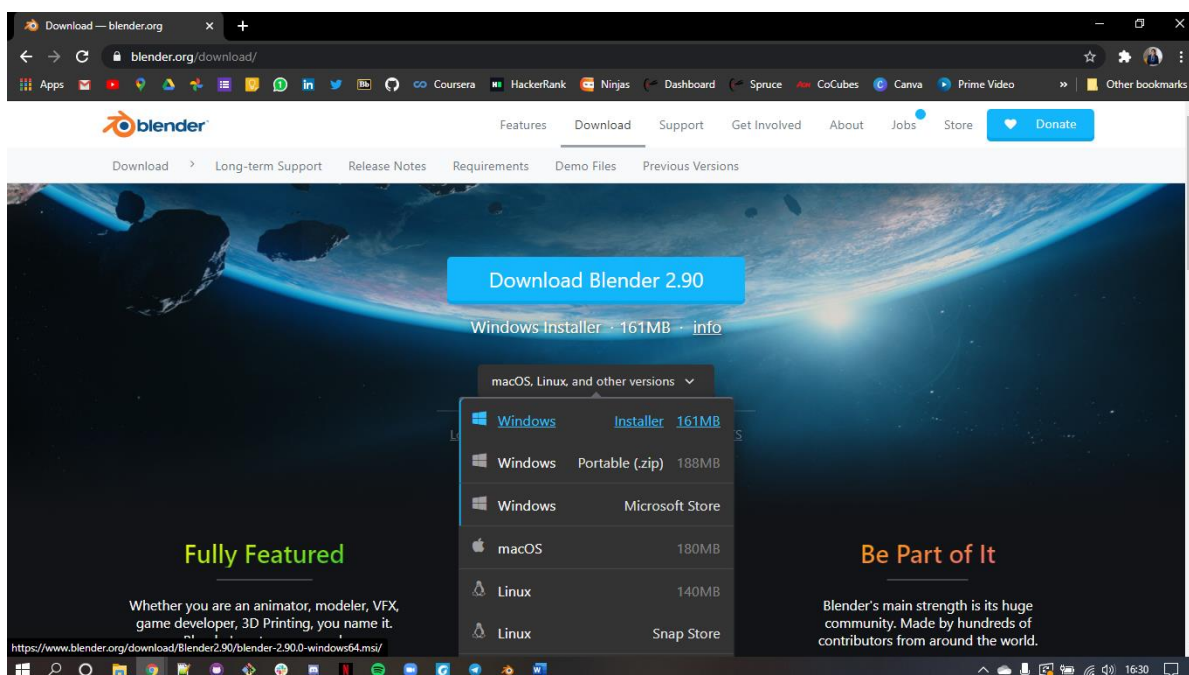 Download — blender.org
blender.org/download/
Apps Coursera HackerRank Ninjas Dashboard Spruce CoCubes Canva Prime Video » Other bookmarks
blender Features Download Support Get Involved About Jobs Store Donate
Download > Long-term Support Release Notes Requirements Demo Files Previous Versions
Download Blender 2.90
Windows Installer · 161MB · info
macOS, Linux, and other versions
Windows Installer 161MB
Windows Portable (.zip) 188MB
Windows Microsoft Store
macOS 180MB
Linux 140MB
Linux Snap Store
Fully Featured
Whether you are an animator, modeler, VFX,
game developer, 3D Printing, you name it.
Be Part of It
Blender's main strength is its huge
community. Made by hundreds of
contributors from around the world.
https://www.blender.org/download/Blender2.90/blender-2.90.0-windows64.msi/
16:30